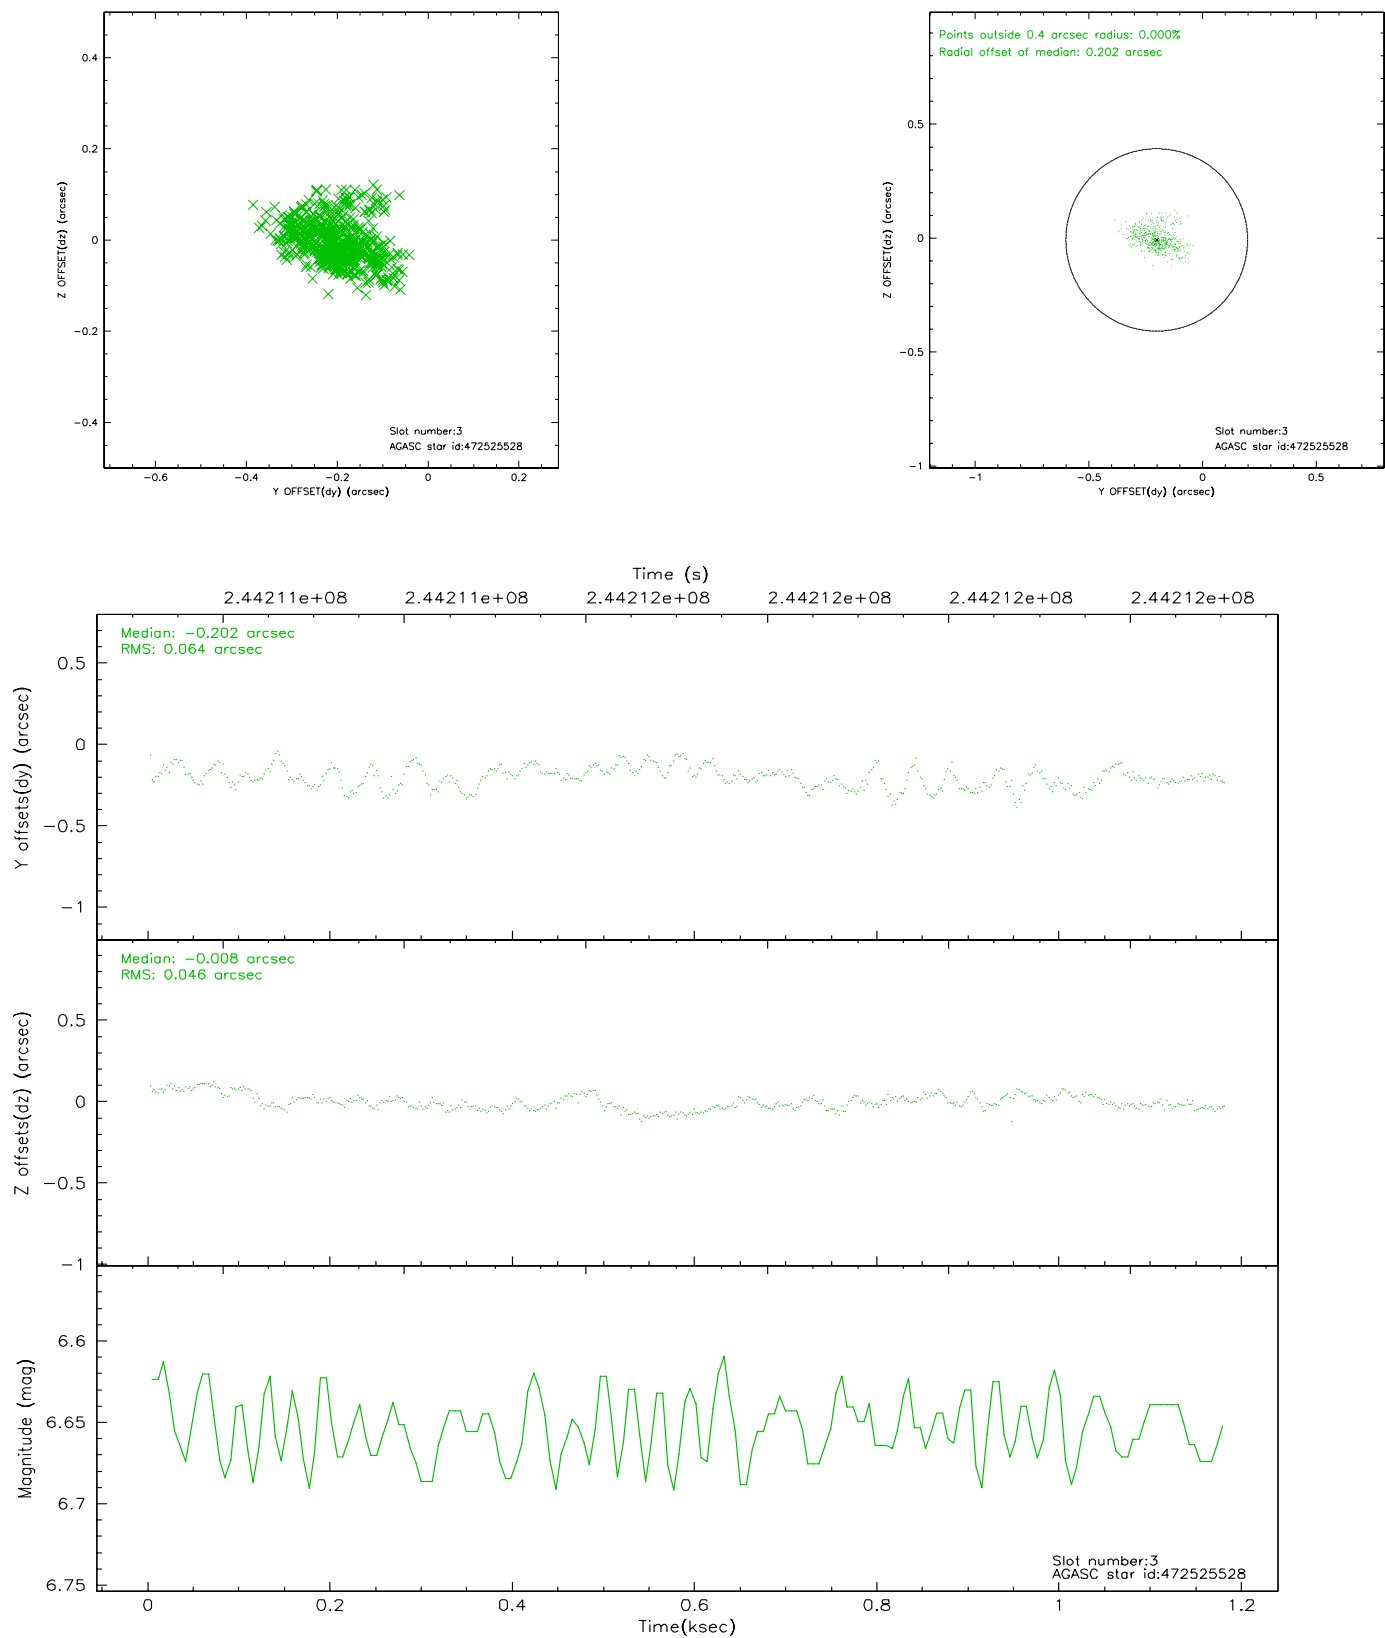 0.4
0.2
0
−0.2
−0.4
Z OFFSET(dz) (arcsec)
Slot number:3
AGASC star id:472525528
−0.6 −0.4 −0.2 0 0.2
Y OFFSET(dy) (arcsec)
Points outside 0.4 arcsec radius: 0.000%
Radial offset of median: 0.202 arcsec
0.5
0
−0.5
−1
Z OFFSET(dz) (arcsec)
Slot number:3
AGASC star id:472525528
−1 −0.5 0 0.5
Y OFFSET(dy) (arcsec)
Time (s)
2.44211e+08 2.44211e+08 2.44212e+08 2.44212e+08 2.44212e+08 2.44212e+08
Median: −0.202 arcsec
RMS: 0.064 arcsec
0.5
0
−0.5
−1
Y offsets(dy) (arcsec)
Median: −0.008 arcsec
RMS: 0.046 arcsec
0.5
0
−0.5
−1
Z offsets(dz) (arcsec)
6.6
6.65
6.7
6.75
Magnitude (mag)
Slot number:3
AGASC star id:472525528
0 0.2 0.4 0.6 0.8 1 1.2
Time(ksec)